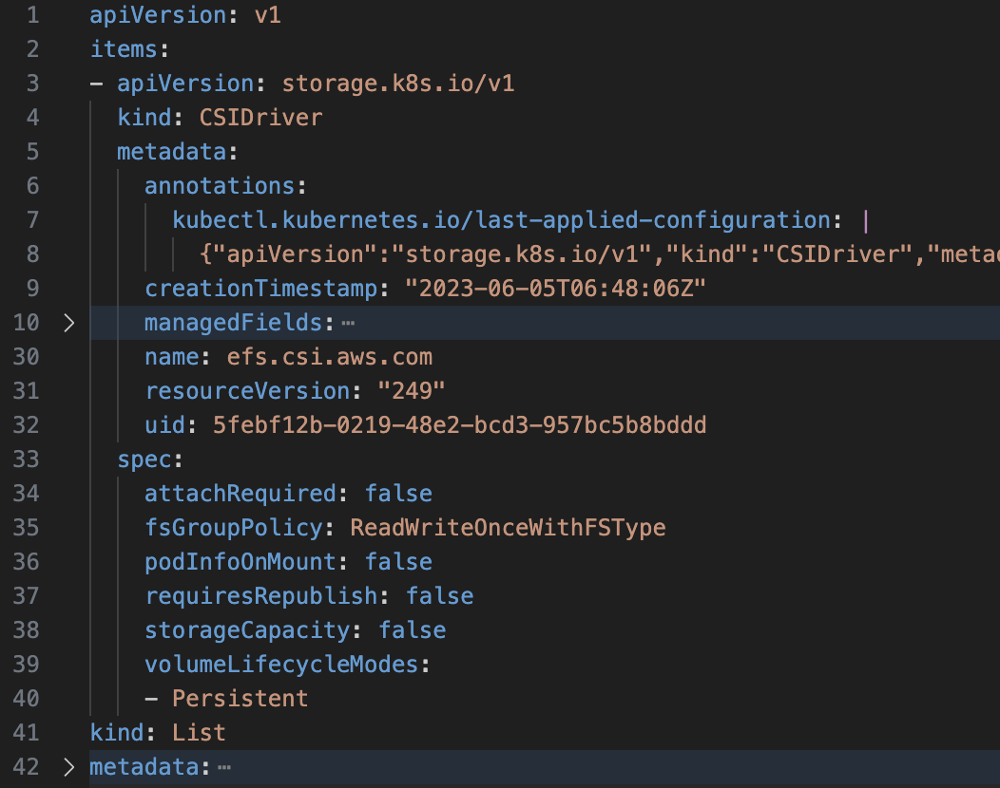 1 apiVersion: v1
2 items:
3 - apiVersion: storage.k8s.io/v1
4 kind: CSIDriver
5 metadata:
6 annotations:
7 kubectl.kubernetes.io/last-applied-configuration: |
8 {"apiVersion":"storage.k8s.io/v1","kind":"CSIDriver","metad
9 creationTimestamp: "2023-06-05T06:48:06Z"
10 > managedFields: ⋯
30 name: efs.csi.aws.com
31 resourceVersion: "249"
32 uid: 5febf12b-0219-48e2-bcd3-957bc5b8bddd
33 spec:
34 attachRequired: false
35 fsGroupPolicy: ReadWriteOnceWithFSType
36 podInfoOnMount: false
37 requiresRepublish: false
38 storageCapacity: false
39 volumeLifecycleModes:
40 - Persistent
41 kind: List
42 > metadata: ⋯